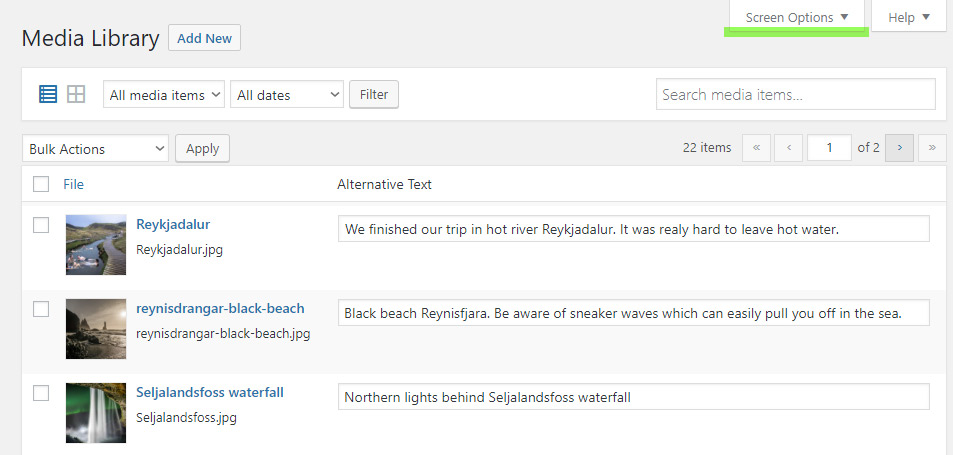 Screen Options ▼ Help ▼
Media Library Add New
All media items All dates Filter Search media items...
Bulk Actions Apply 22 items « ‹ 1 of 2 › »
File Alternative Text
Reykjadalur
We finished our trip in hot river Reykjadalur. It was realy hard to leave hot water.
Reykjadalur.jpg
reynisdrangar-black-beach
Black beach Reynisfjara. Be aware of sneaker waves which can easily pull you off in the sea.
reynisdrangar-black-beach.jpg
Seljalandsfoss waterfall
Northern lights behind Seljalandsfoss waterfall
Seljalandsfoss.jpg